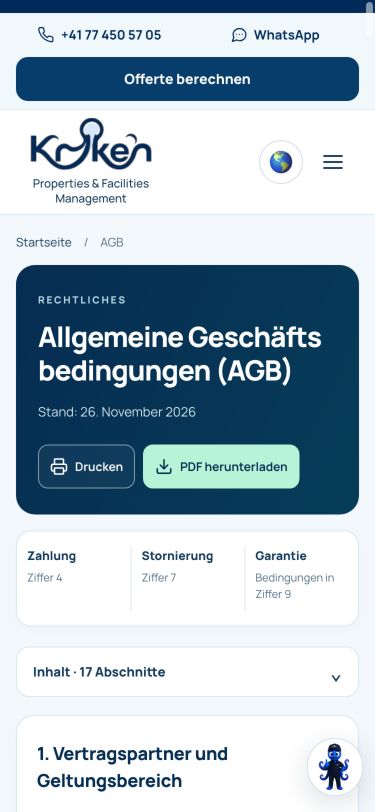 +41 77 450 57 05
WhatsApp
Offerte berechnen
Kraken
Properties & Facilities
Management
Startseite / AGB
RECHTLICHES
Allgemeine Geschäfts
bedingungen (AGB)
Stand: 26. November 2026
Drucken
PDF herunterladen
Zahlung
Ziffer 4
Stornierung
Ziffer 7
Garantie
Bedingungen in
Ziffer 9
Inhalt · 17 Abschnitte
1. Vertragspartner und
Geltungsbereich